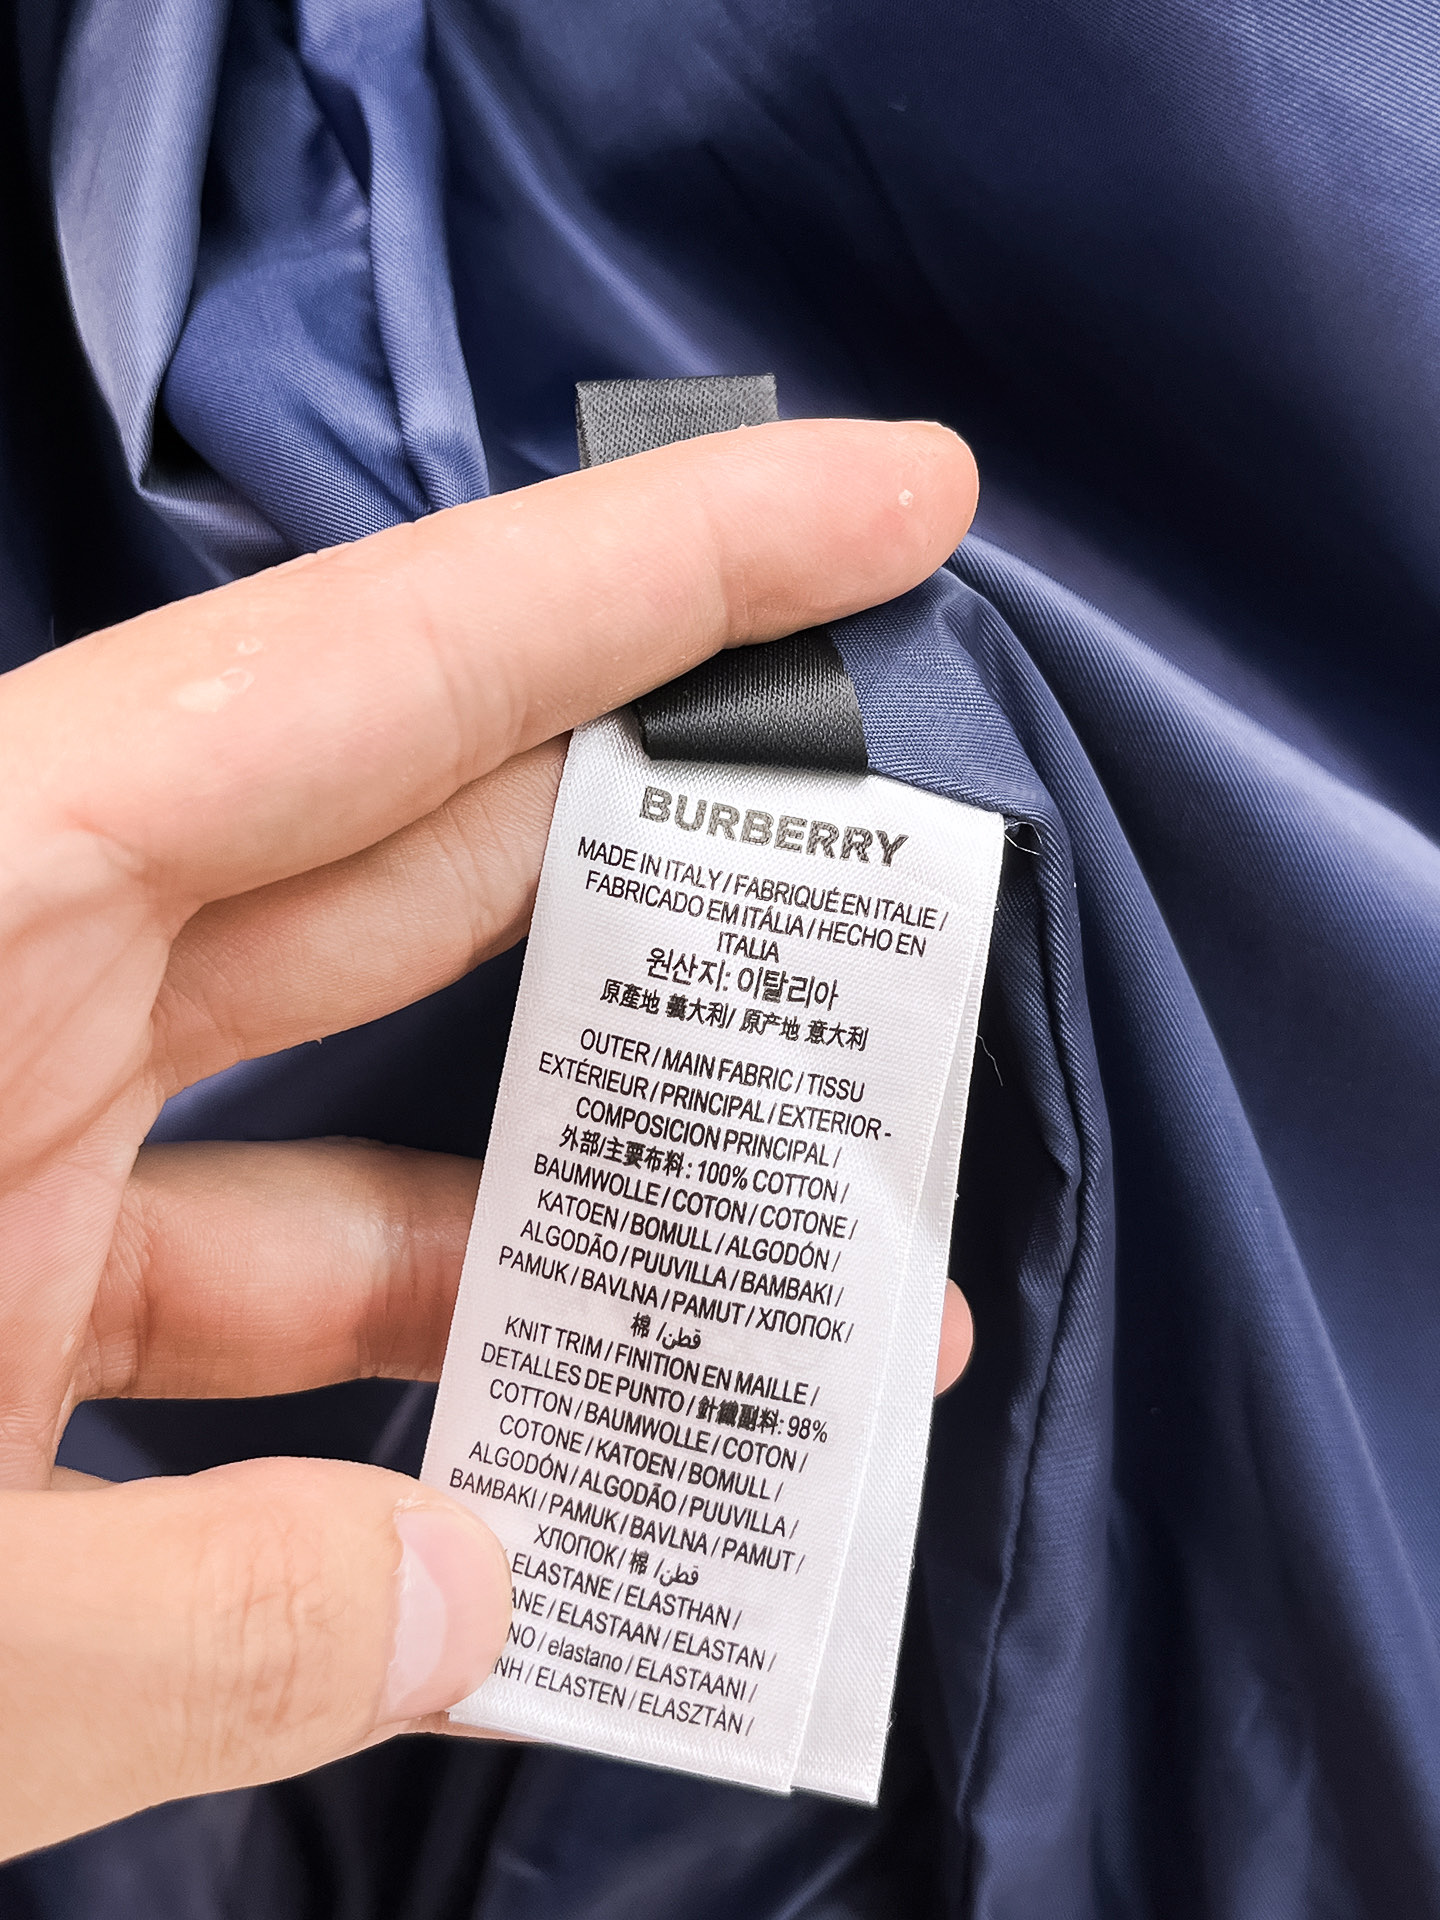 BURBERRY
MADE IN ITALY / FABRIQUÉ EN ITALIE /
FABRICADO EM ITÁLIA / HECHO EN
ITALIA
원산지: 이탈리아
原產地 義大利/ 原产地 意大利
OUTER / MAIN FABRIC / TISSU
EXTÉRIEUR / PRINCIPAL / EXTERIOR -
COMPOSICION PRINCIPAL /
外部/主要布料: 100% COTTON /
BAUMWOLLE / COTON / COTONE /
KATOEN / BOMULL / ALGODÓN /
ALGODÃO / PUUVILLA / BAMBAKI /
PAMUK / BAVLNA / PAMUT / ХЛОПОК /
棉 / قطن
KNIT TRIM / FINITION EN MAILLE /
DETALLES DE PUNTO / 針織副料: 98%
COTTON / BAUMWOLLE / COTON /
COTONE / KATOEN / BOMULL /
ALGODÓN / ALGODÃO / PUUVILLA /
BAMBAKI / PAMUK / BAVLNA / PAMUT /
ХЛОПОК / 棉 / قطن
ELASTANE / ELASTHAN /
ANE / ELASTAAN / ELASTAN /
NO / elastano / ELASTAANI /
NH / ELASTEN / ELASZTÀN /